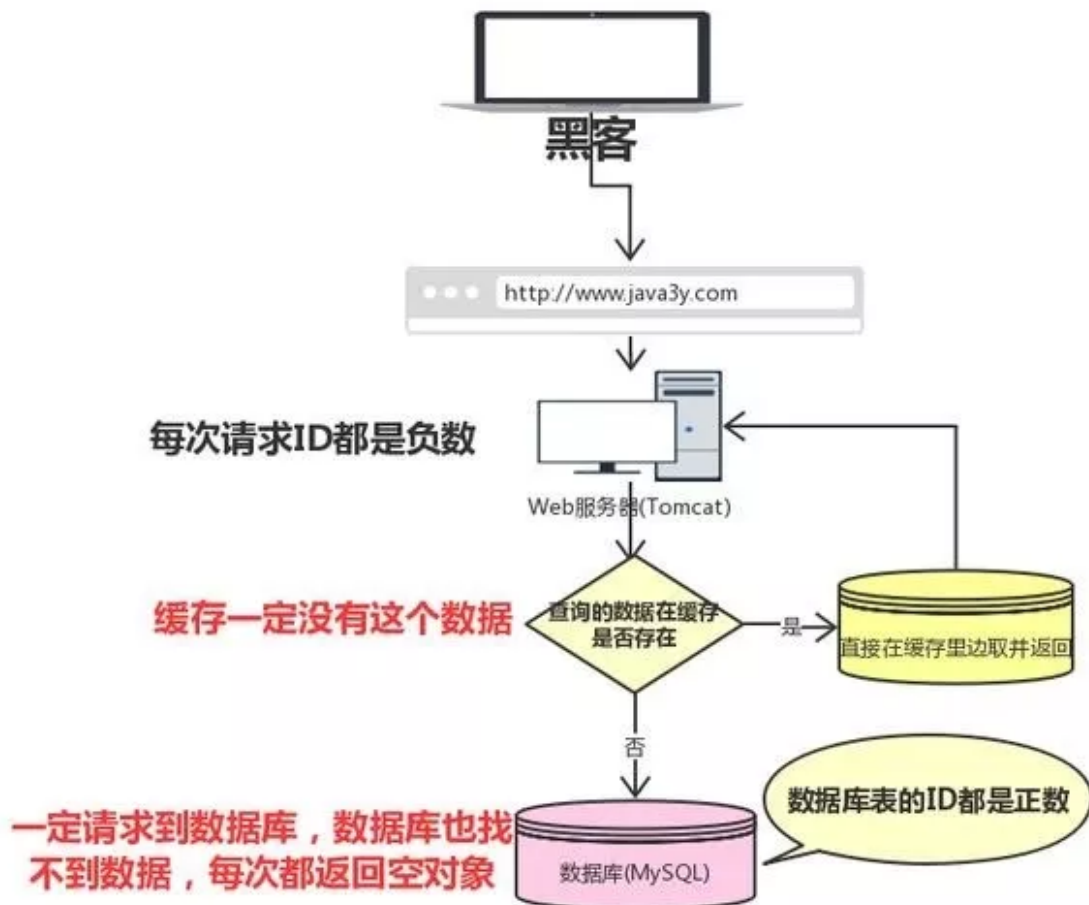 黑客
http://www.java3y.com
每次请求ID都是负数
Web服务器(Tomcat)
缓存一定没有这个数据
查询的数据在缓存
是否存在
是
直接在缓存里边取并返回
否
数据库表的ID都是正数
一定请求到数据库，数据库也找
不到数据，每次都返回空对象
数据库(MySQL)